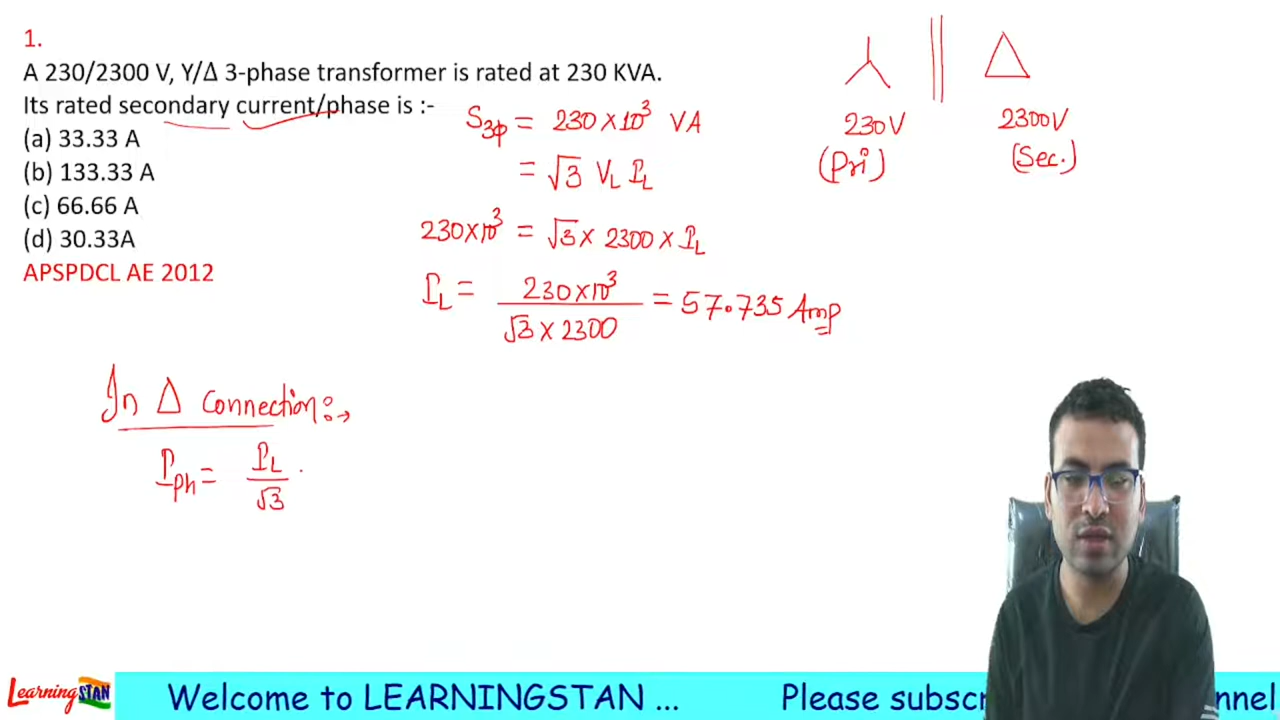 1.
A 230/2300 V, Y/Δ 3-phase transformer is rated at 230 KVA.
Its rated secondary current/phase is :-
(a) 33.33 A
(b) 133.33 A
(c) 66.66 A
(d) 30.33A
APSPDCL AE 2012
S3φ = 230 × 10³ VA
= √3 VL IL
230×10³ = √3 × 2300 × IL
IL = 230×10³ / √3 × 2300 = 57.735 Amp
230V 2300V
(Pri) (Sec.)
In Δ connection:→
Iph = IL / √3
LearningSTAN
Welcome to LEARNINGSTAN ... Please subscr nnel